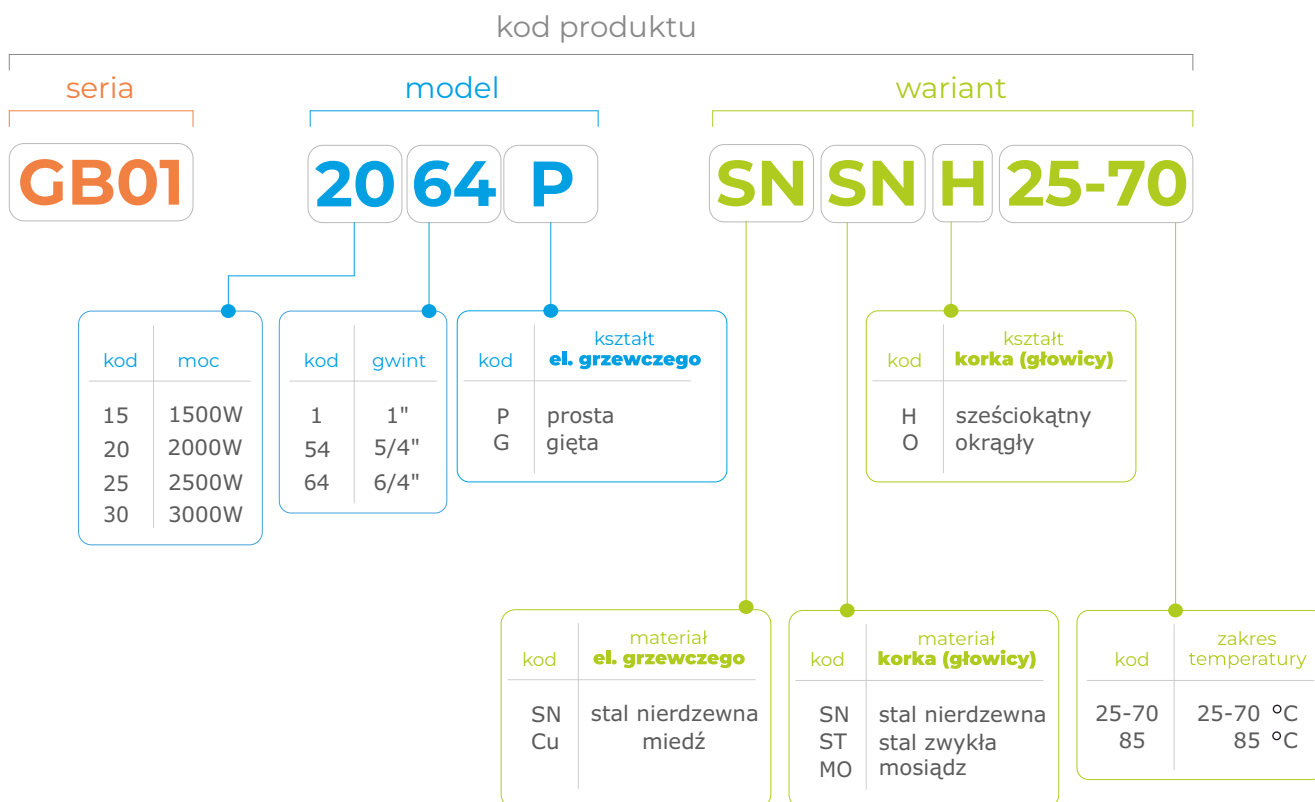 kod produktu
seria model wariant
GB01 20 64 P SN SN H 25-70
kod moc
15 1500W
20 2000W
25 2500W
30 3000W
kod gwint
1 1"
54 5/4"
64 6/4"
kod kształt
el. grzewczego
P prosta
G gięta
kod kształt
korka (głowicy)
H sześciokątny
O okrągły
kod materiał
el. grzewczego
SN stal nierdzewna
Cu miedź
kod materiał
korka (głowicy)
SN stal nierdzewna
ST stal zwykła
MO mosiądz
kod zakres
temperatury
25-70 25-70 °C
85 85 °C